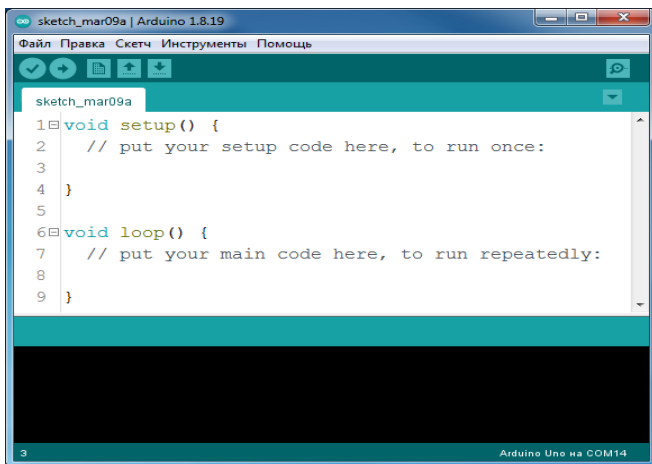 sketch_mar09a | Arduino 1.8.19
Файл Правка Скетч Инструменты Помощь
sketch_mar09a
1 void setup() {
2 // put your setup code here, to run once:
3
4 }
5
6 void loop() {
7 // put your main code here, to run repeatedly:
8
9 }
3 Arduino Uno на COM14